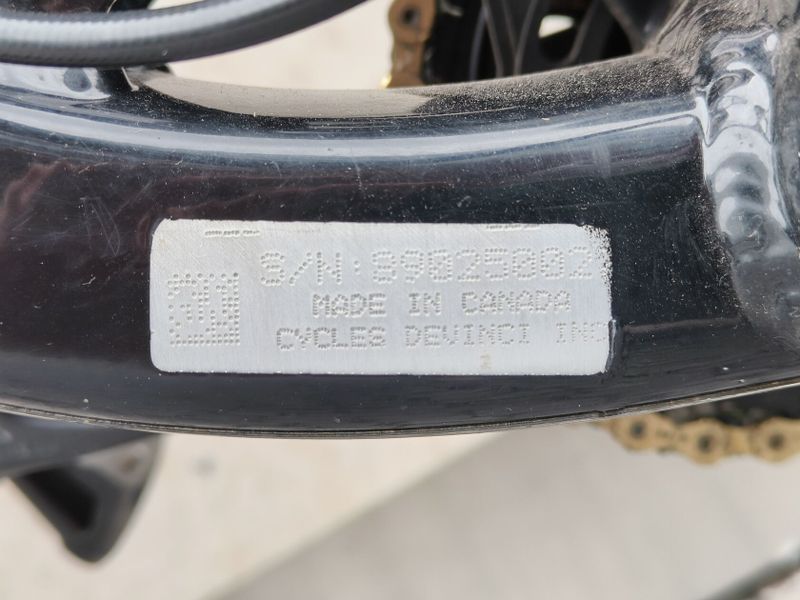 S/N: S9025002
MADE IN CANADA
CYCLES DEVINCI INC